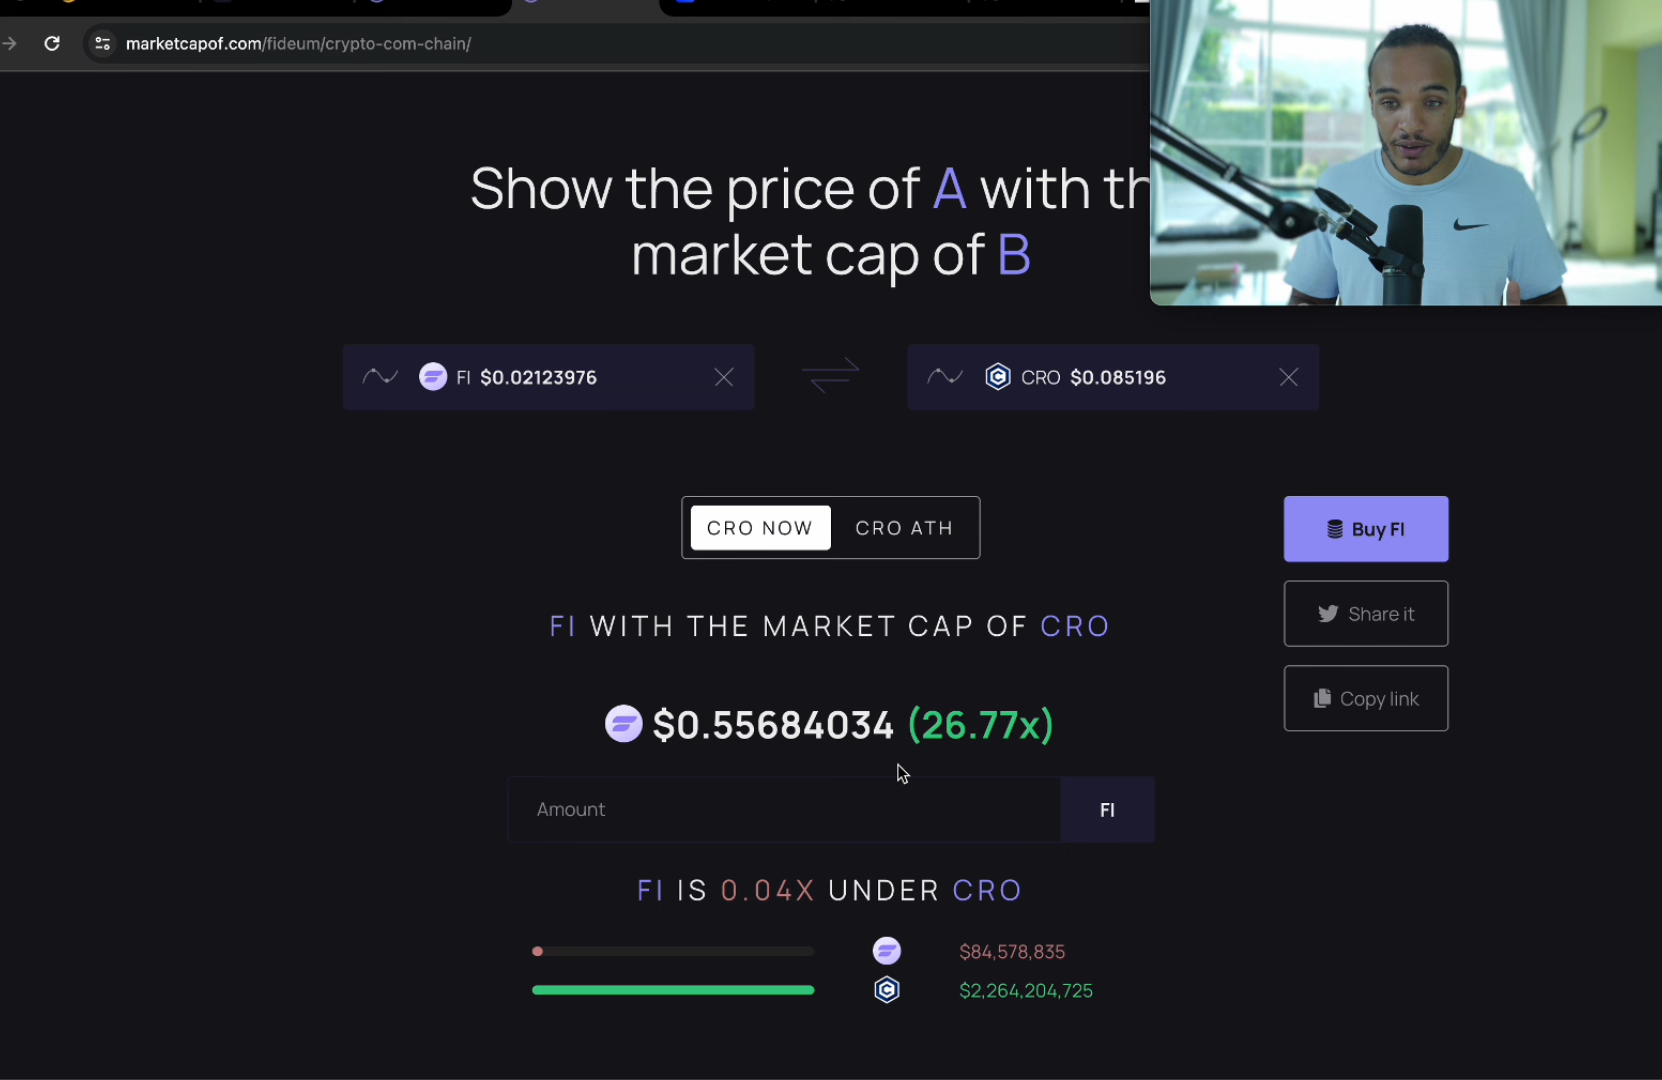 marketcapof.com/fideum/crypto-com-chain/
Show the price of A with th
market cap of B
FI $0.02123976
CRO $0.085196
CRO NOW
CRO ATH
Buy FI
Share it
Copy link
FI WITH THE MARKET CAP OF CRO
$0.55684034 (26.77x)
Amount
FI
FI IS 0.04X UNDER CRO
$84,578,835
$2,264,204,725